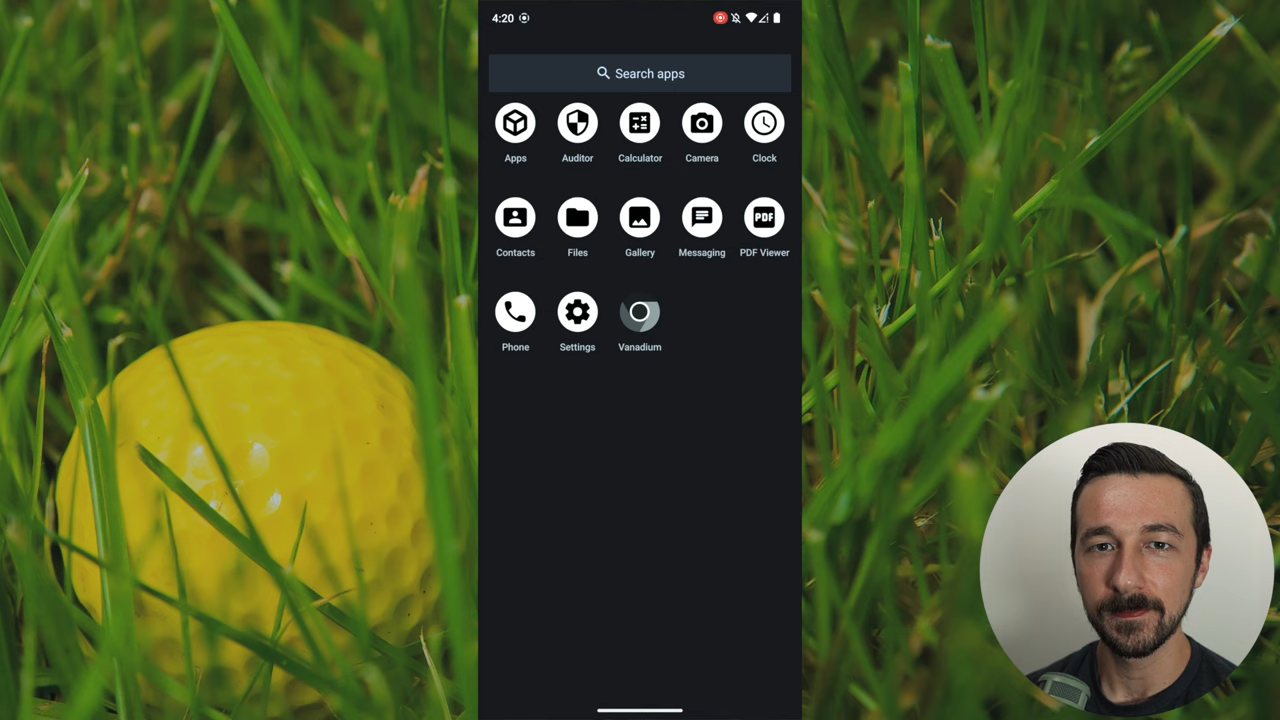 4:20
Search apps
Apps Auditor Calculator Camera Clock
PDF
Contacts Files Gallery Messaging PDF Viewer
Phone Settings Vanadium